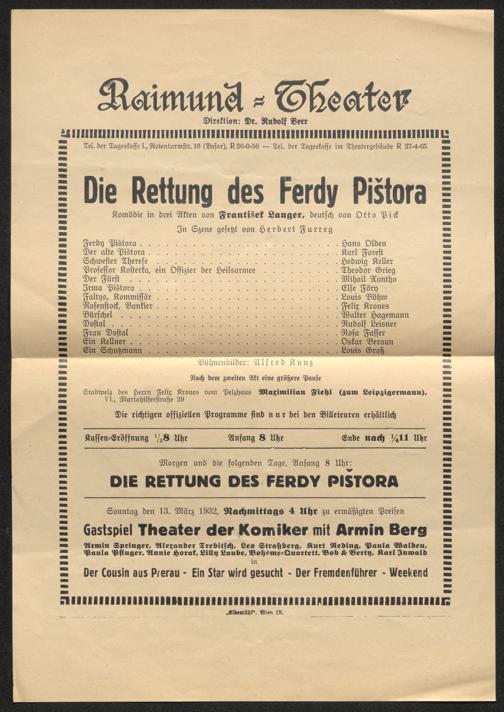 Raimund-Theater
Direktion: Dr. Rudolf Beer
Tel. der Tageskasse I., Rotenturmstr. 16 (Basar), R 26-0-50 — Tel. der Tageskasse im Theatergebäude R 27-4-65
Die Rettung des Ferdy Pištora
Komödie in drei Akten von František Langer, deutsch von Otto Pick
In Szene gesetzt von Herbert Furreg
Ferdy Pištora . . . Hans Olden
Der alte Pištora . . . Karl Forest
Schwester Therese . . . Hedwig Keller
Professor Kosterka, ein Offizier der Heilsarmee . . . Theodor Grieg
Der Fürst . . . Mihail Xantho
Irma Pištora . . . Else Föry
Faltys, Kommissär . . . Louis Böhm
Rosenstock, Bankier . . . Felix Krones
Bürschel . . . Walter Hagemann
Dostal . . . Rudolf Leisner
Frau Dostal . . . Rosa Fasser
Ein Kellner . . . Oskar Beraun
Ein Schutzmann . . . Louis Groß
Bühnenbilder: Alfred Kunz
Nach dem zweiten Akt eine größere Pause
Stadtpelz des Herrn Felix Krones vom Pelzhaus Maximilian Fiehl (zum Leipzigermann),
VI., Mariahilferstraße 29
Die richtigen offiziellen Programme sind nur bei den Billeteuren erhältlich
Kassen-Eröffnung ½8 Uhr Anfang 8 Uhr Ende nach ¾11 Uhr
Morgen und die folgenden Tage, Anfang 8 Uhr:
DIE RETTUNG DES FERDY PIŠTORA
Sonntag den 13. März 1932, Nachmittags 4 Uhr zu ermäßigten Preisen
Gastspiel Theater der Komiker mit Armin Berg
Armin Springer, Alexander Trebitsch, Leo Straßberg, Kurt Reding, Paula Walden,
Paula Pfluger, Annie Horak, Lilly Laube, Boheme-Quartett, Bob & Berty, Karl Inwald
in
Der Cousin aus Prerau - Ein Star wird gesucht - Der Fremdenführer - Weekend
„Elbemühl", Wien IX.